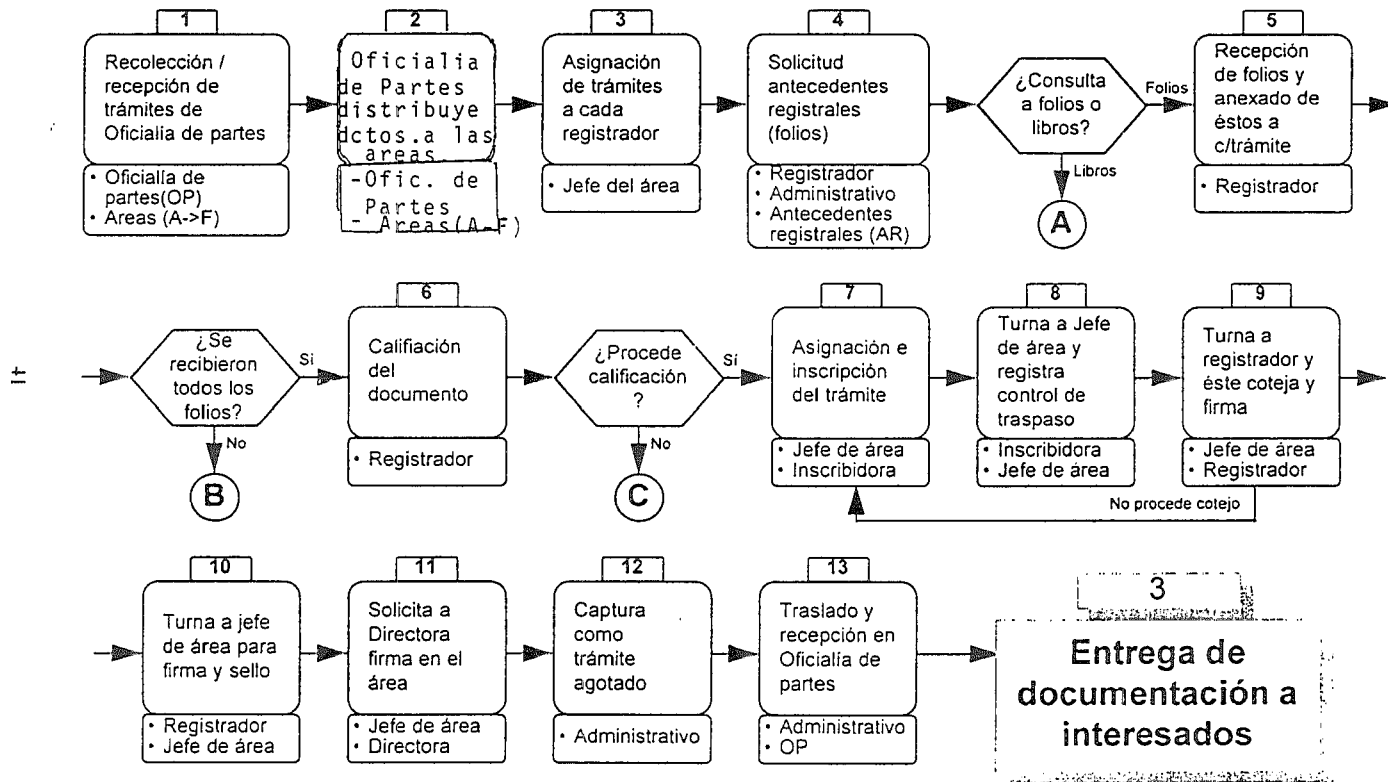 1
Recolección /
recepción de
trámites de
Oficialía de partes
• Oficialía de
partes(OP)
• Areas (A->F)
2
Oficialia
de Partes
distribuye
dctos.a las
areas
-Ofic. de
Partes
- Areas(A-F)
3
Asignación
de trámites
a cada
registrador
• Jefe del área
4
Solicitud
antecedentes
registrales
(folios)
• Registrador
• Administrativo
• Antecedentes
registrales (AR)
¿Consulta
a folios o
libros?
Folios
Libros
A
5
Recepción
de folios y
anexado de
éstos a
c/trámite
• Registrador
¿Se
recibieron
todos los
folios?
Sí
No
B
6
Califiación
del
documento
• Registrador
¿Procede
calificación
?
Sí
No
C
7
Asignación e
inscripción
del trámite
• Jefe de área
• Inscribidora
8
Turna a Jefe
de área y
registra
control de
traspaso
• Inscribidora
• Jefe de área
9
Turna a
registrador y
éste coteja y
firma
• Jefe de área
• Registrador
No procede cotejo
10
Turna a jefe
de área para
firma y sello
• Registrador
• Jefe de área
11
Solicita a
Directora
firma en el
área
• Jefe de área
• Directora
12
Captura
como
trámite
agotado
• Administrativo
13
Traslado y
recepción en
Oficialía de
partes
• Administrativo
• OP
3
Entrega de
documentación a
interesados